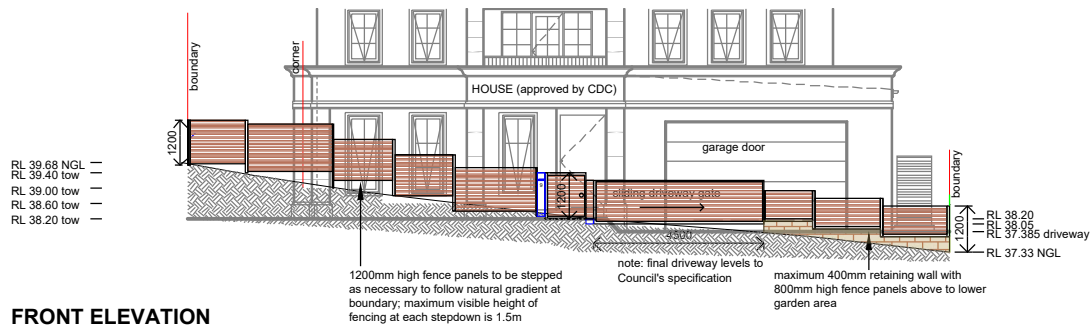 boundary
corner
HOUSE (approved by CDC)
boundary
garage door
1200
RL 39.68 NGL
RL 39.40 tow
RL 39.00 tow
RL 38.60 tow
RL 38.20 tow
1200
sliding driveway gate
4500
1200
RL 38.20
RL 38.05
RL 37.385 driveway
RL 37.33 NGL
1200mm high fence panels to be stepped
as necessary to follow natural gradient at
boundary; maximum visible height of
fencing at each stepdown is 1.5m
note: final driveway levels to
Council's specification
maximum 400mm retaining wall with
800mm high fence panels above to lower
garden area
FRONT ELEVATION